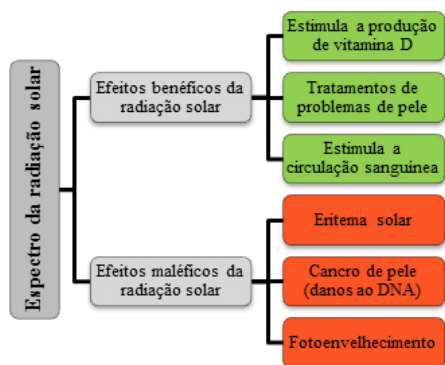 Espectro da radiação solar
Efeitos benéficos da
radiação solar
Estimula a produção
de vitamina D
Tratamentos de
problemas de pele
Estimula a
circulação sanguínea
Efeitos maléficos da
radiação solar
Eritema solar
Cancro de pele
(danos ao DNA)
Fotoenvelhecimento